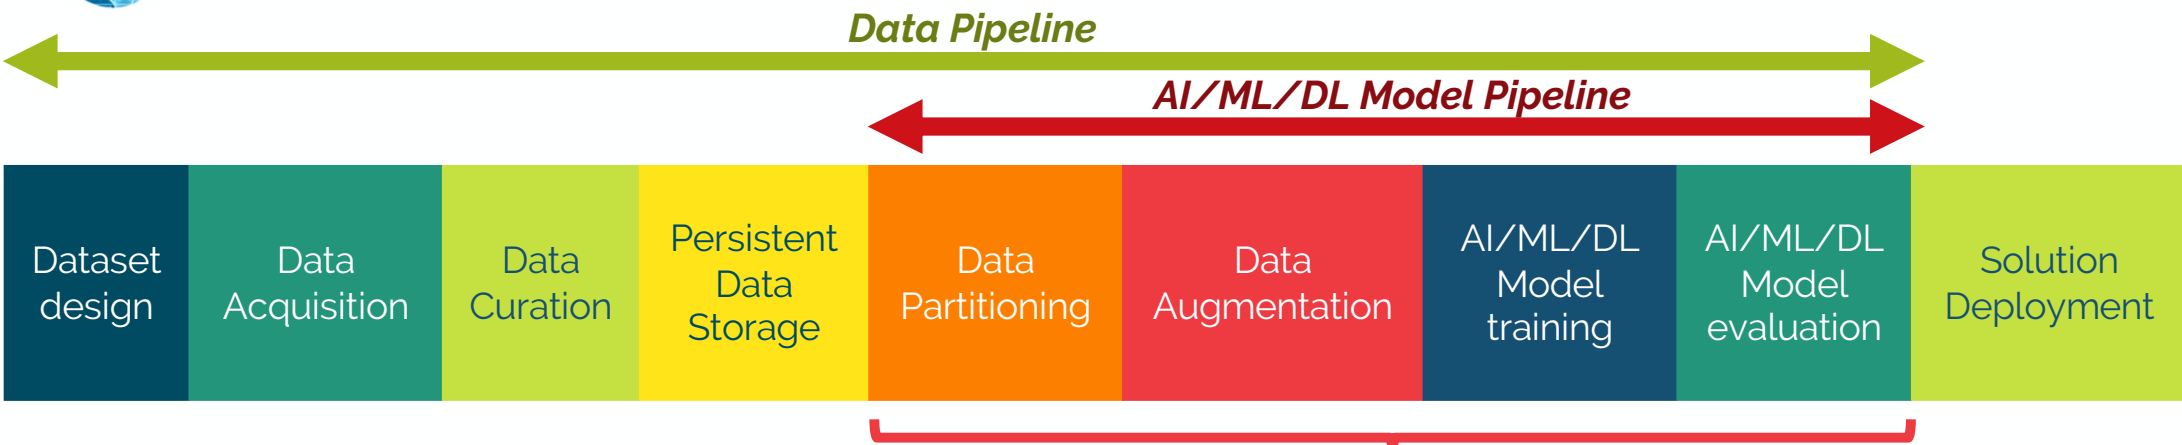 Data Pipeline
AI/ML/DL Model Pipeline
Dataset
design
Data
Acquisition
Data
Curation
Persistent
Data
Storage
Data
Partitioning
Data
Augmentation
AI/ML/DL
Model
training
AI/ML/DL
Model
evaluation
Solution
Deployment